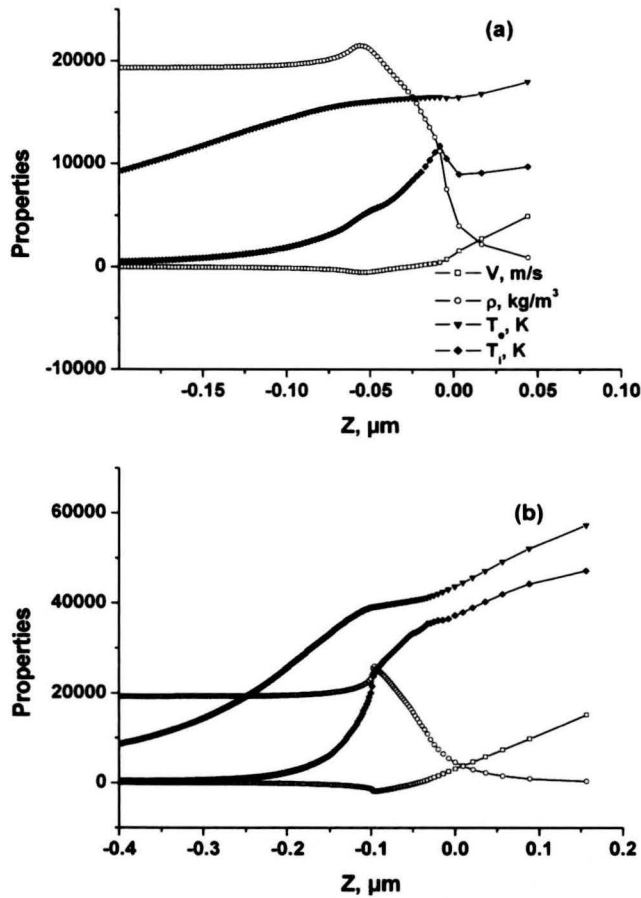 (a)
20000
10000
0
-10000
Properties
V, m/s
ρ, kg/m³
Te, K
Ti, K
-0.15
-0.10
-0.05
0.00
0.05
0.10
Z, µm
(b)
60000
40000
20000
0
Properties
-0.4
-0.3
-0.2
-0.1
0.0
0.1
0.2
Z, µm